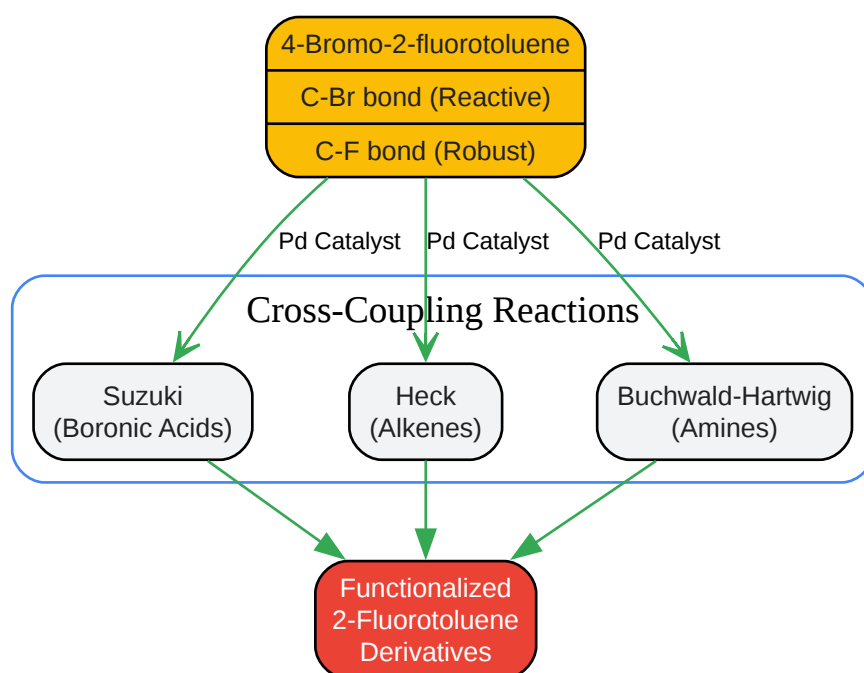 4-Bromo-2-fluorotoluene
C-Br bond (Reactive)
C-F bond (Robust)
Pd Catalyst
Pd Catalyst
Pd Catalyst
Cross-Coupling Reactions
Suzuki
(Boronic Acids)
Heck
(Alkenes)
Buchwald-Hartwig
(Amines)
Functionalized
2-Fluorotoluene
Derivatives